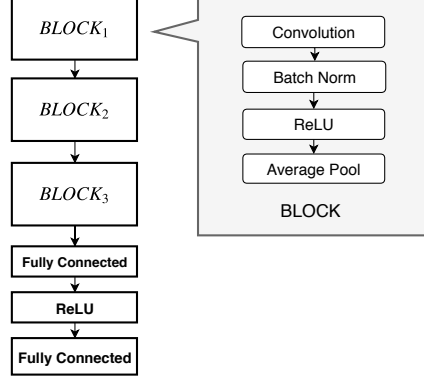 BLOCK₁
BLOCK₂
BLOCK₃
Fully Connected
ReLU
Fully Connected
Convolution
Batch Norm
ReLU
Average Pool
BLOCK